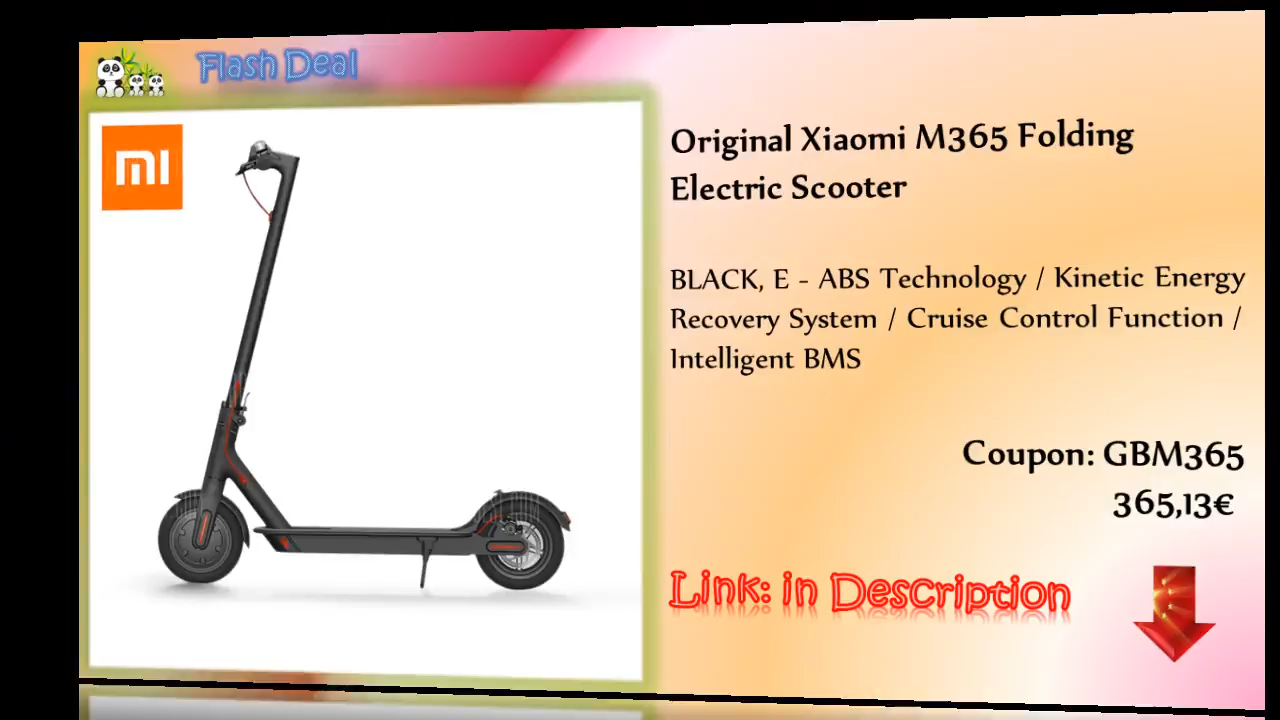 Flash Deal
MI
Original Xiaomi M365 Folding
Electric Scooter
BLACK, E - ABS Technology / Kinetic Energy
Recovery System / Cruise Control Function /
Intelligent BMS
Coupon: GBM365
365,13€
Link: in Description